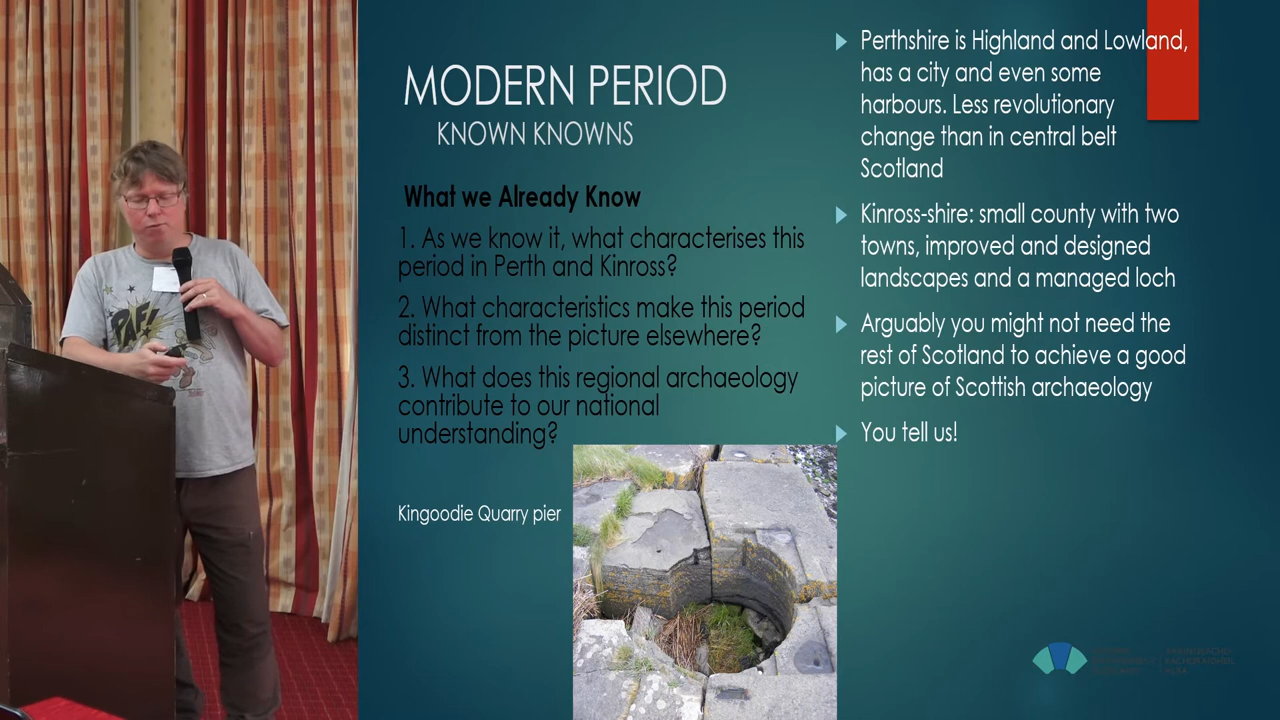 MODERN PERIOD
KNOWN KNOWNS
What we Already Know
1. As we know it, what characterises this
period in Perth and Kinross?
2. What characteristics make this period
distinct from the picture elsewhere?
3. What does this regional archaeology
contribute to our national
understanding?
Kingoodie Quarry pier
Perthshire is Highland and Lowland,
has a city and even some
harbours. Less revolutionary
change than in central belt
Scotland
Kinross-shire: small county with two
towns, improved and designed
landscapes and a managed loch
Arguably you might not need the
rest of Scotland to achieve a good
picture of Scottish archaeology
You tell us!
PAF!